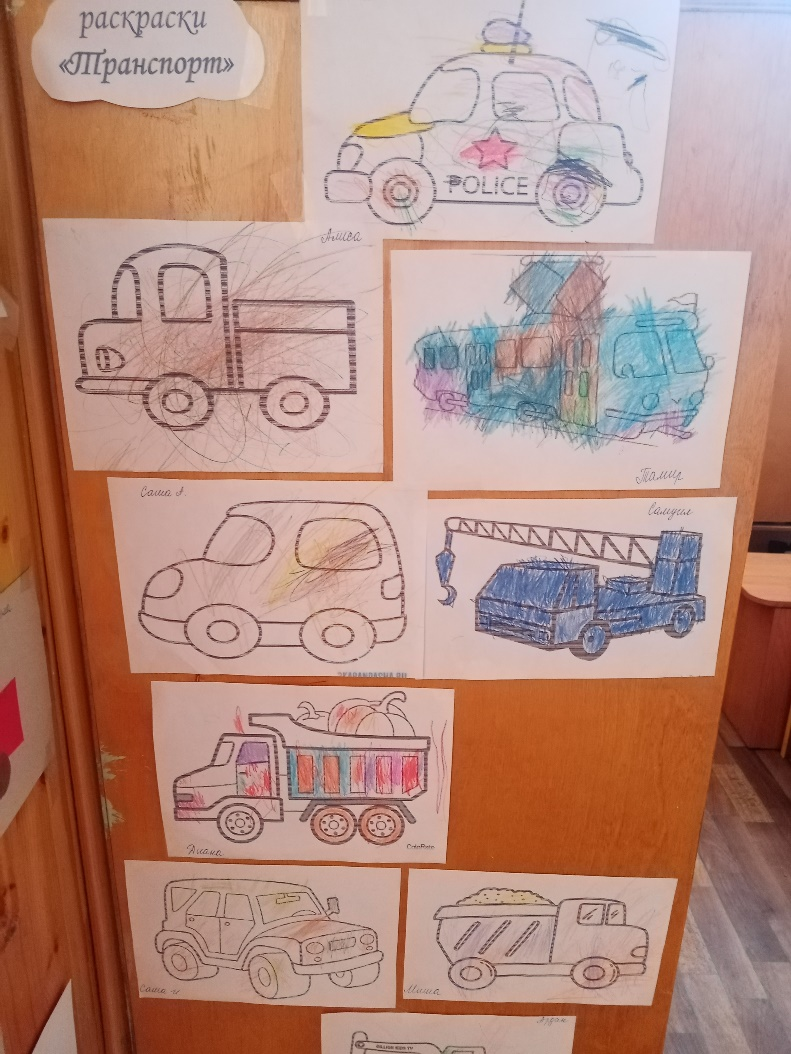 раскраски
«Транспорт»
POLICE
Алиса
Тамир
Саша А.
Самуил
Диана
Саша И
Миша